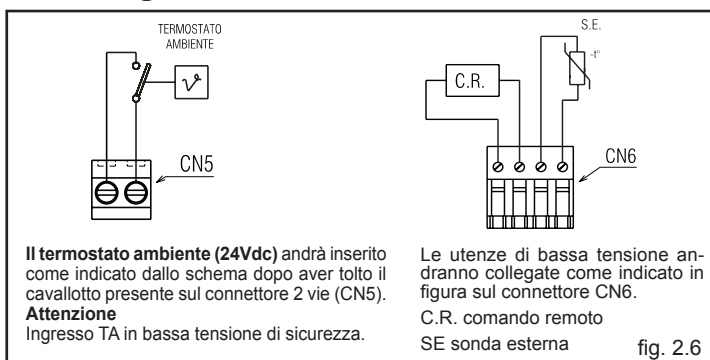 TERMOSTATO
AMBIENTE
CN5
Il termostato ambiente (24Vdc) andrà inserito
come indicato dallo schema dopo aver tolto il
cavallotto presente sul connettore 2 vie (CN5).
Attenzione
Ingresso TA in bassa tensione di sicurezza.
S.E.
-t°
C.R.
CN6
Le utenze di bassa tensione an-
dranno collegate come indicato in
figura sul connettore CN6.
C.R. comando remoto
SE sonda esterna
fig. 2.6